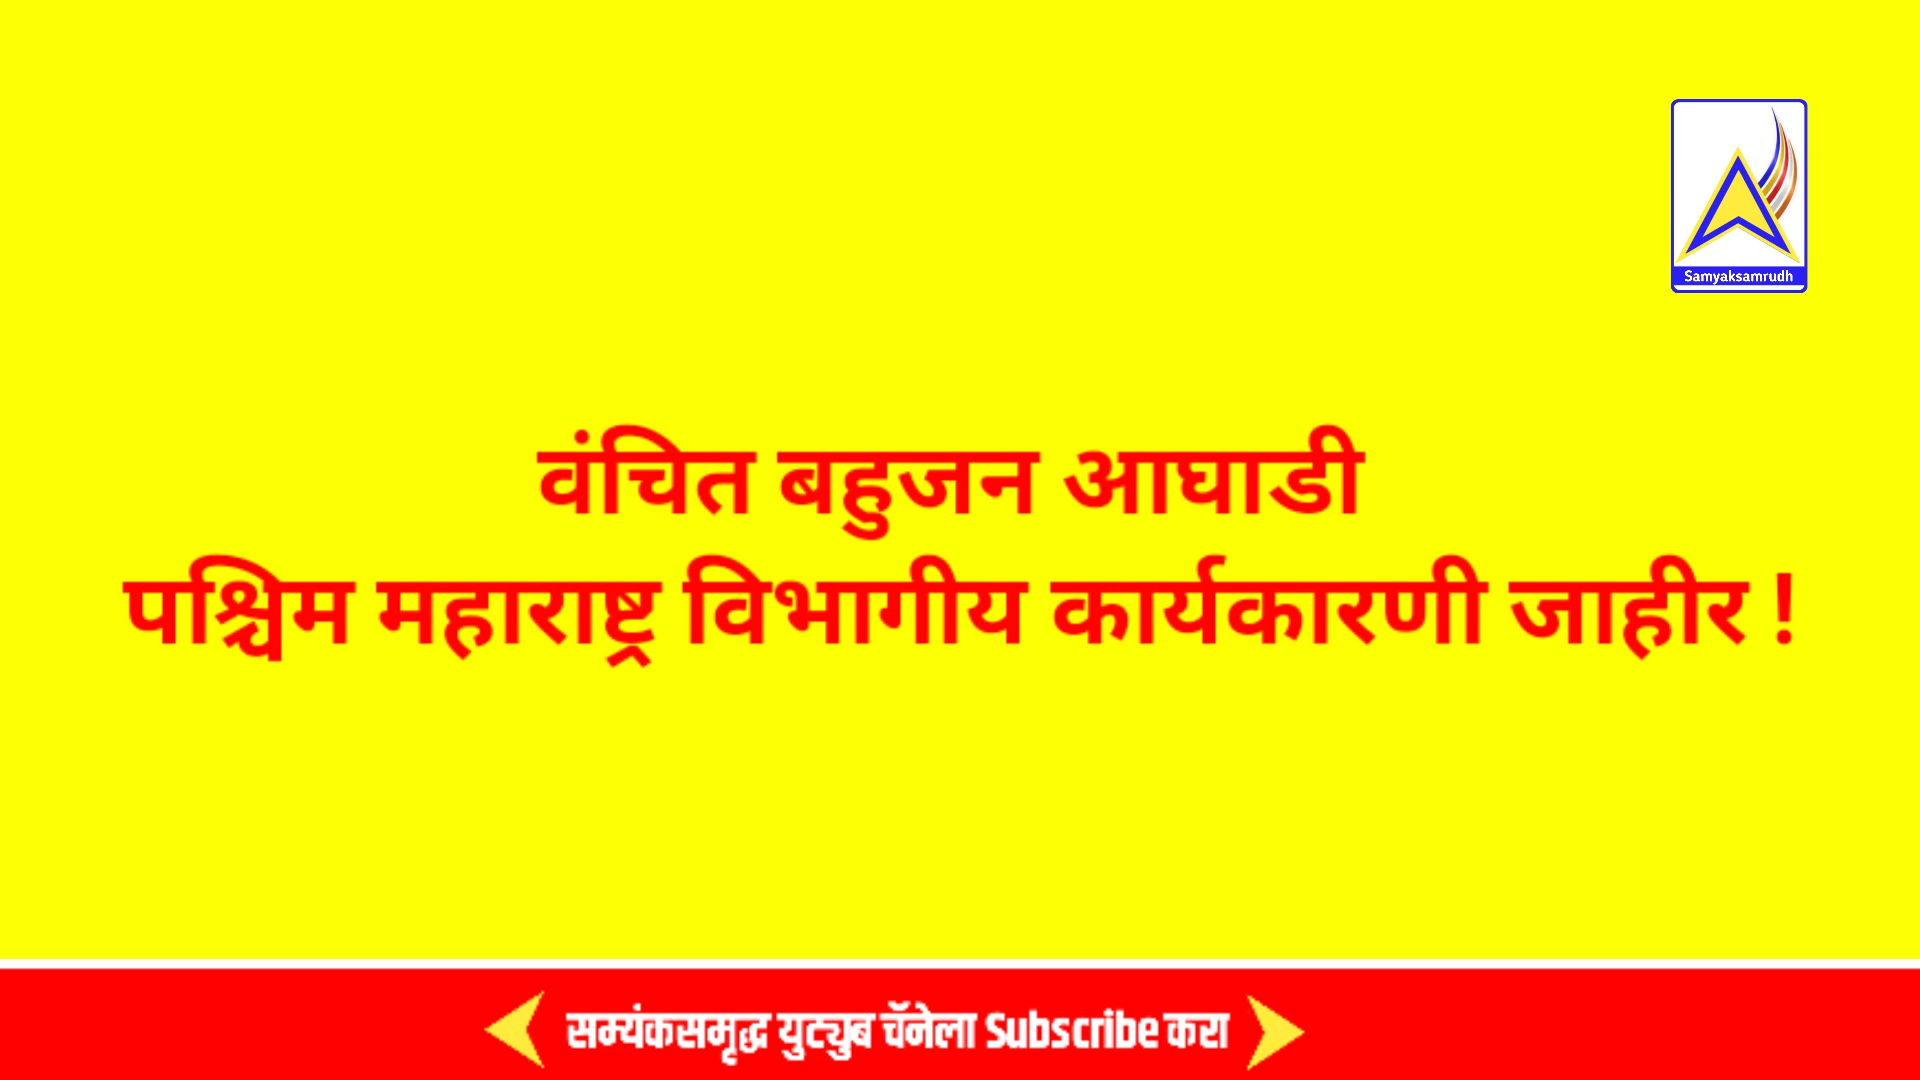 Samyaksamrudh
वंचित बहुजन आघाडी
पश्चिम महाराष्ट्र विभागीय कार्यकारणी जाहीर !
सम्यंकसमृद्ध युट्युब चॅनेला Subscribe करा